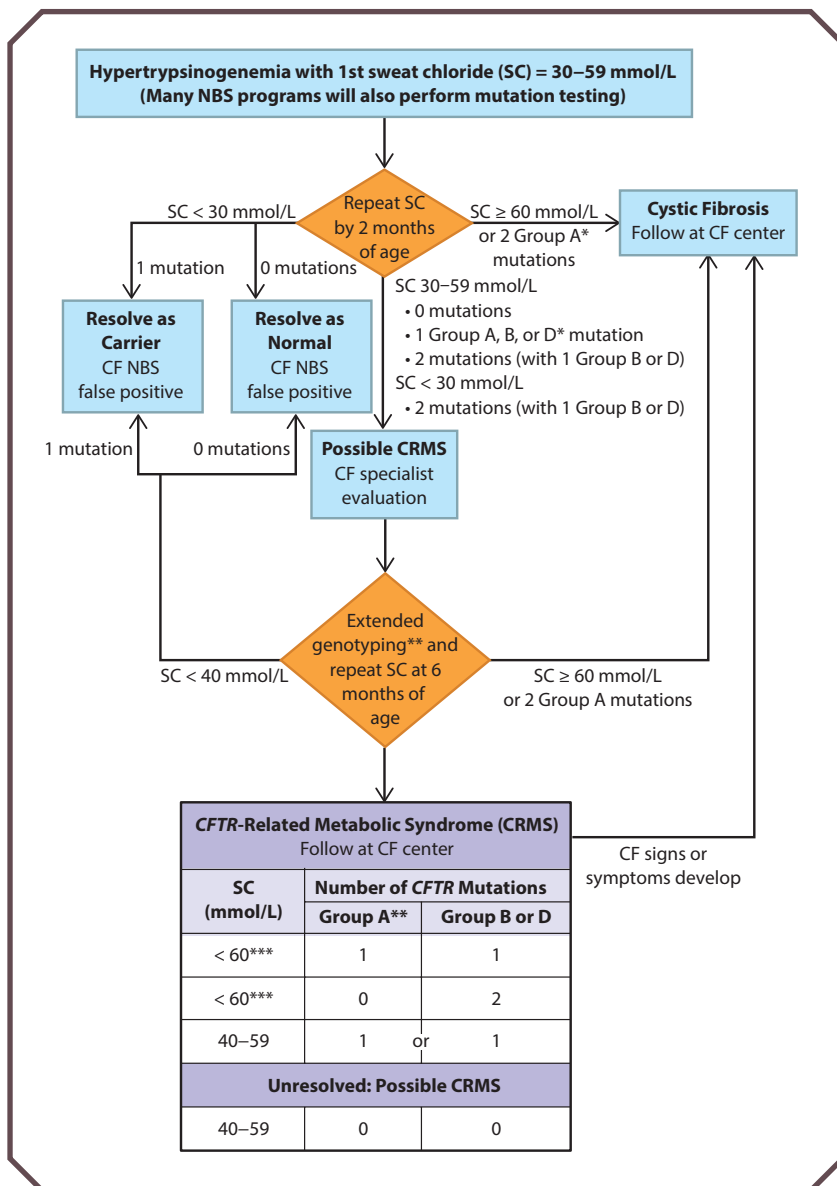 Hypertrypsinogenemia with 1st sweat chloride (SC) = 30–59 mmol/L
(Many NBS programs will also perform mutation testing)
Repeat SC
by 2 months
of age
SC < 30 mmol/L
1 mutation
0 mutations
SC ≥ 60 mmol/L
or 2 Group A*
mutations
Cystic Fibrosis
Follow at CF center
Resolve as
Carrier
CF NBS
false positive
Resolve as
Normal
CF NBS
false positive
SC 30–59 mmol/L
• 0 mutations
• 1 Group A, B, or D* mutation
• 2 mutations (with 1 Group B or D)
SC < 30 mmol/L
• 2 mutations (with 1 Group B or D)
1 mutation
0 mutations
Possible CRMS
CF specialist
evaluation
Extended
genotyping** and
repeat SC at 6
months of
age
SC < 40 mmol/L
SC ≥ 60 mmol/L
or 2 Group A mutations
CFTR-Related Metabolic Syndrome (CRMS)
Follow at CF center
CF signs or
symptoms develop
SC
(mmol/L)
Number of CFTR Mutations
Group A** Group B or D
< 60*** 1 1
< 60*** 0 2
40–59 1 or 1
Unresolved: Possible CRMS
40–59 0 0